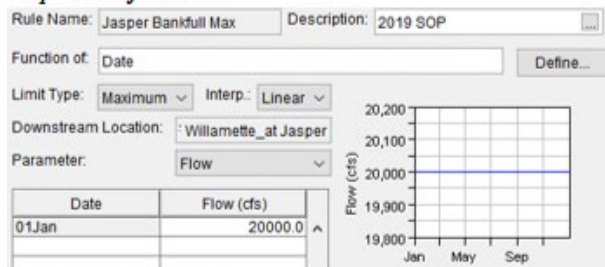 Rule Name: Jasper Bankfull Max Description: 2019 SOP ...
Function of: Date Define...
Limit Type: Maximum Interp.: Linear
Downstream Location: Willamette_at Jasper
Parameter: Flow
Date Flow (cfs)
01Jan 20000.0
Flow (cfs)
20,200
20,100
20,000
19,900
19,800
Jan May Sep